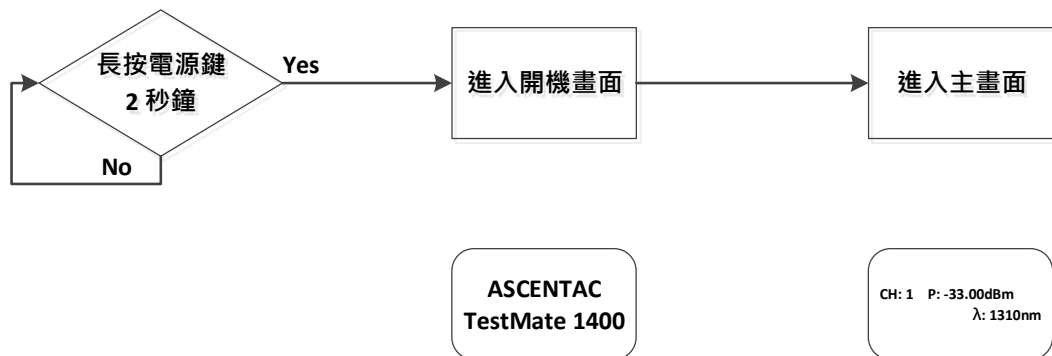 長按電源鍵
2 秒鐘
Yes
No
進入開機畫面
進入主畫面
ASCENTAC
TestMate 1400
CH: 1 P: -33.00dBm
λ: 1310nm